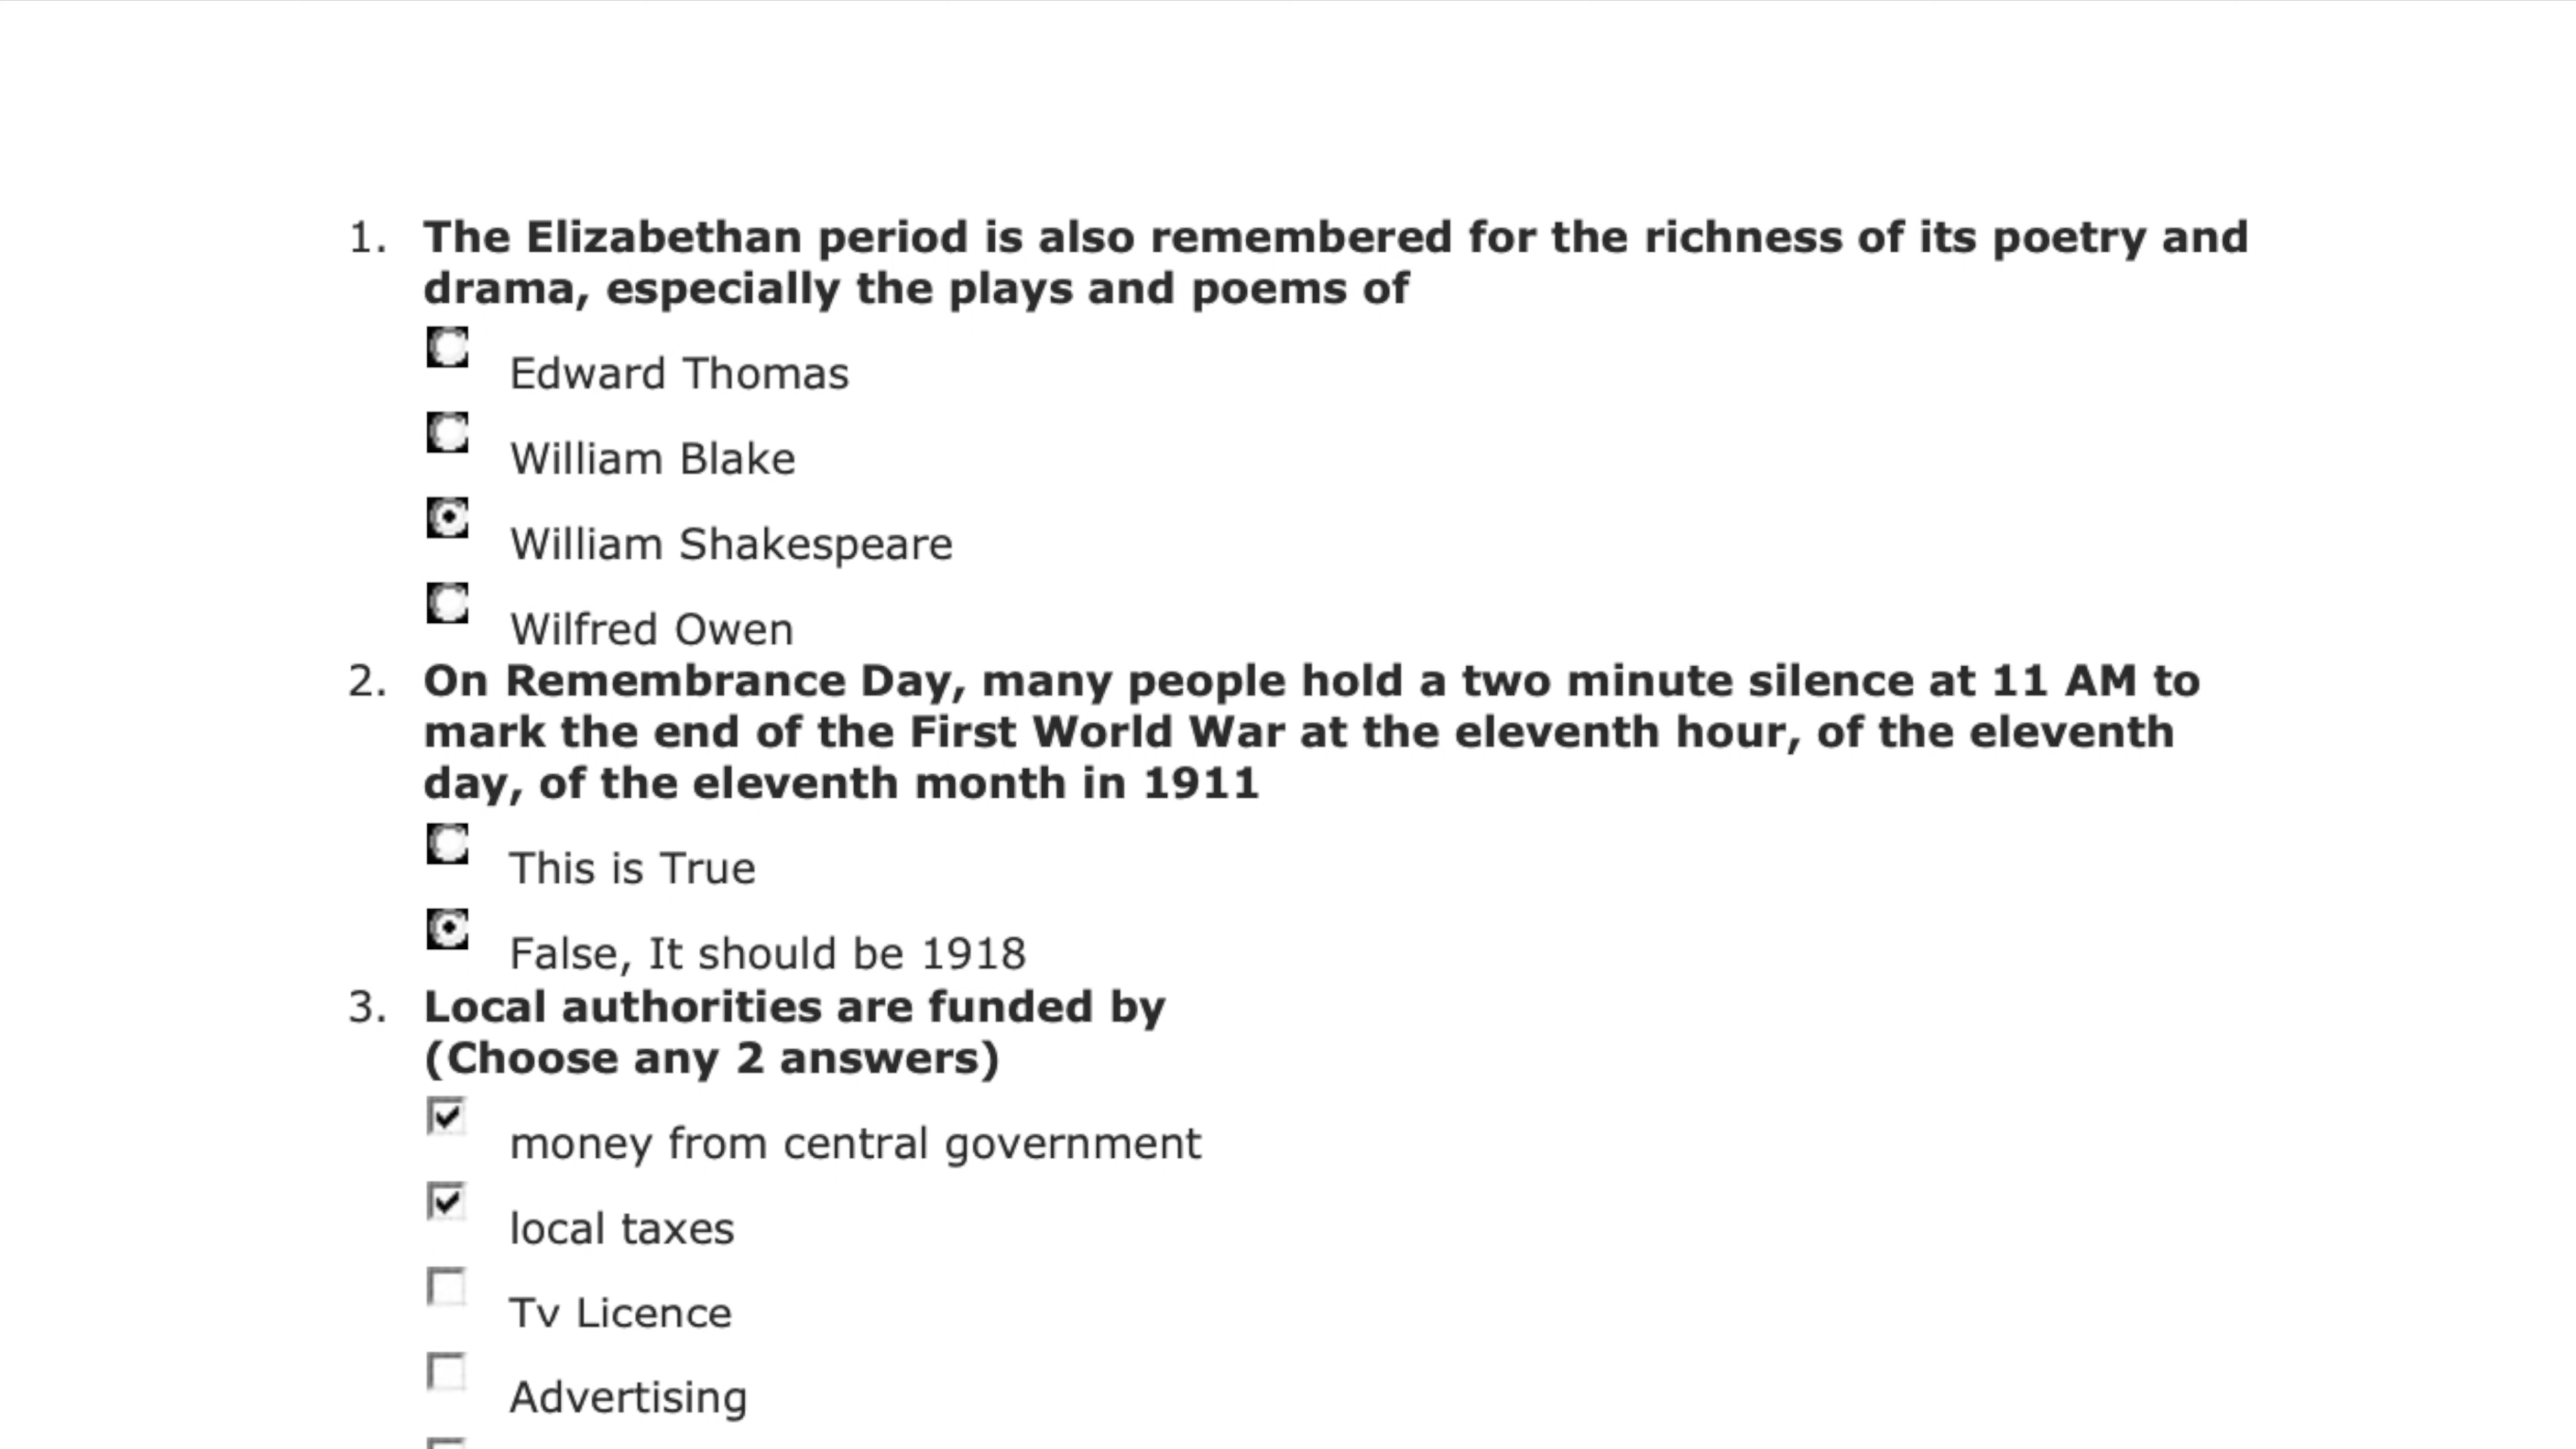 1. The Elizabethan period is also remembered for the richness of its poetry and
drama, especially the plays and poems of
Edward Thomas
William Blake
William Shakespeare
Wilfred Owen
2. On Remembrance Day, many people hold a two minute silence at 11 AM to
mark the end of the First World War at the eleventh hour, of the eleventh
day, of the eleventh month in 1911
This is True
False, It should be 1918
3. Local authorities are funded by
(Choose any 2 answers)
money from central government
local taxes
Tv Licence
Advertising